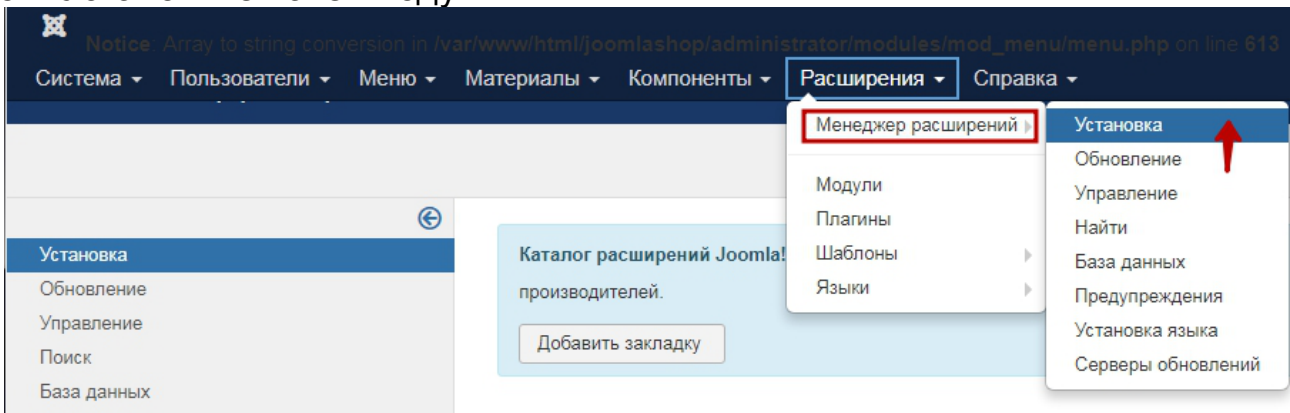 Notice: Array to string conversion in /var/www/html/joomlashop/administrator/modules/mod_menu/menu.php on line 613
Система Пользователи Меню Материалы Компоненты Расширения Справка
Менеджер расширений
Модули
Плагины
Шаблоны
Языки
Установка
Обновление
Управление
Найти
База данных
Предупреждения
Установка языка
Серверы обновлений
Установка
Обновление
Управление
Поиск
База данных
Каталог расширений Joomla!
производителей.
Добавить закладку